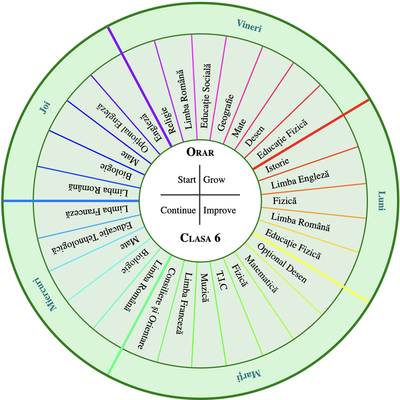 Orar
Start Grow
Continue Improve
Clasa 6
Luni
Istorie
Limba Engleză
Fizică
Limba Română
Educație Fizică
Marți
Opțional Desen
Matematică
Fizică
T.I.C
Muzică
Limba Franceză
Consiliere și Orientare
Miercuri
Limba Română
Biologie
Mate
Educație Tehnologică
Limba Franceză
Joi
Limba Română
Biologie
Mate
Opțional Engleză
Engleză
Vineri
Religie
Limba Română
Educație Socială
Geografie
Mate
Desen
Educație Fizică